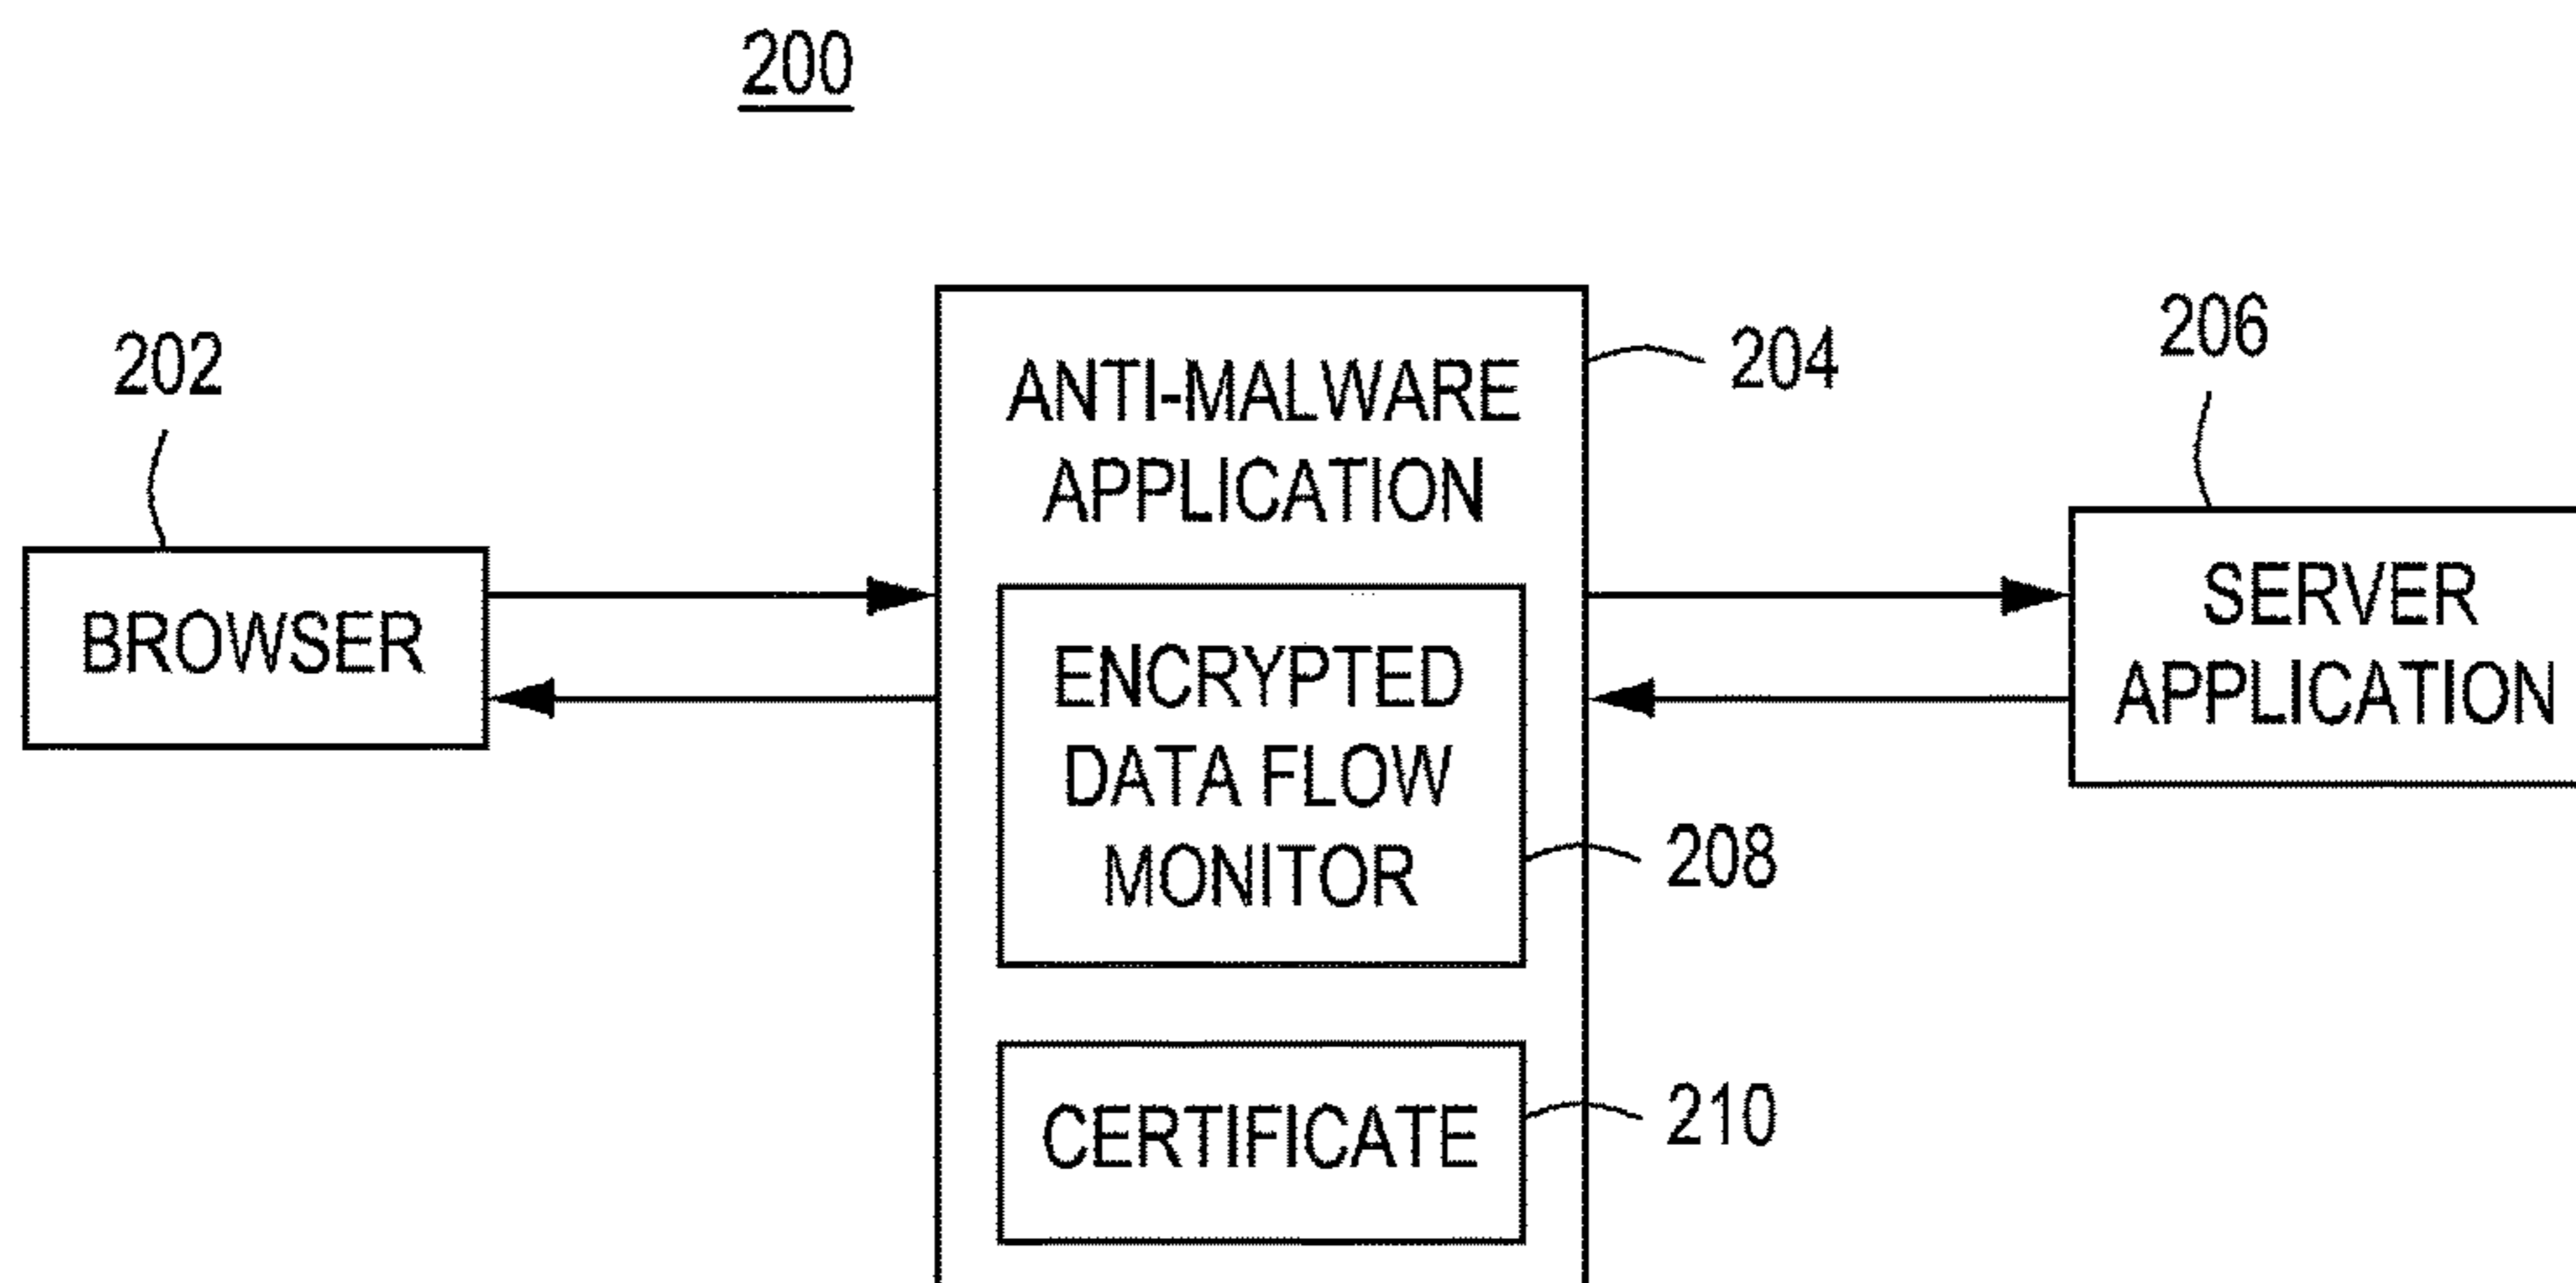 200
202
BROWSER
ANTI-MALWARE
APPLICATION
204
ENCRYPTED
DATA FLOW
MONITOR
208
CERTIFICATE
210
206
SERVER
APPLICATION